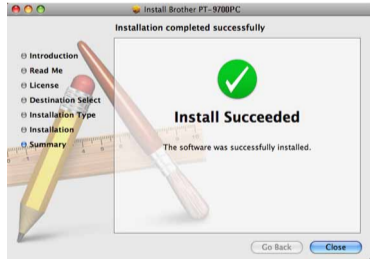 Install Brother PT-9700PC
Installation completed successfully
Introduction
Read Me
License
Destination Select
Installation Type
Installation
Summary
Install Succeeded
The software was successfully installed.
Go Back
Close